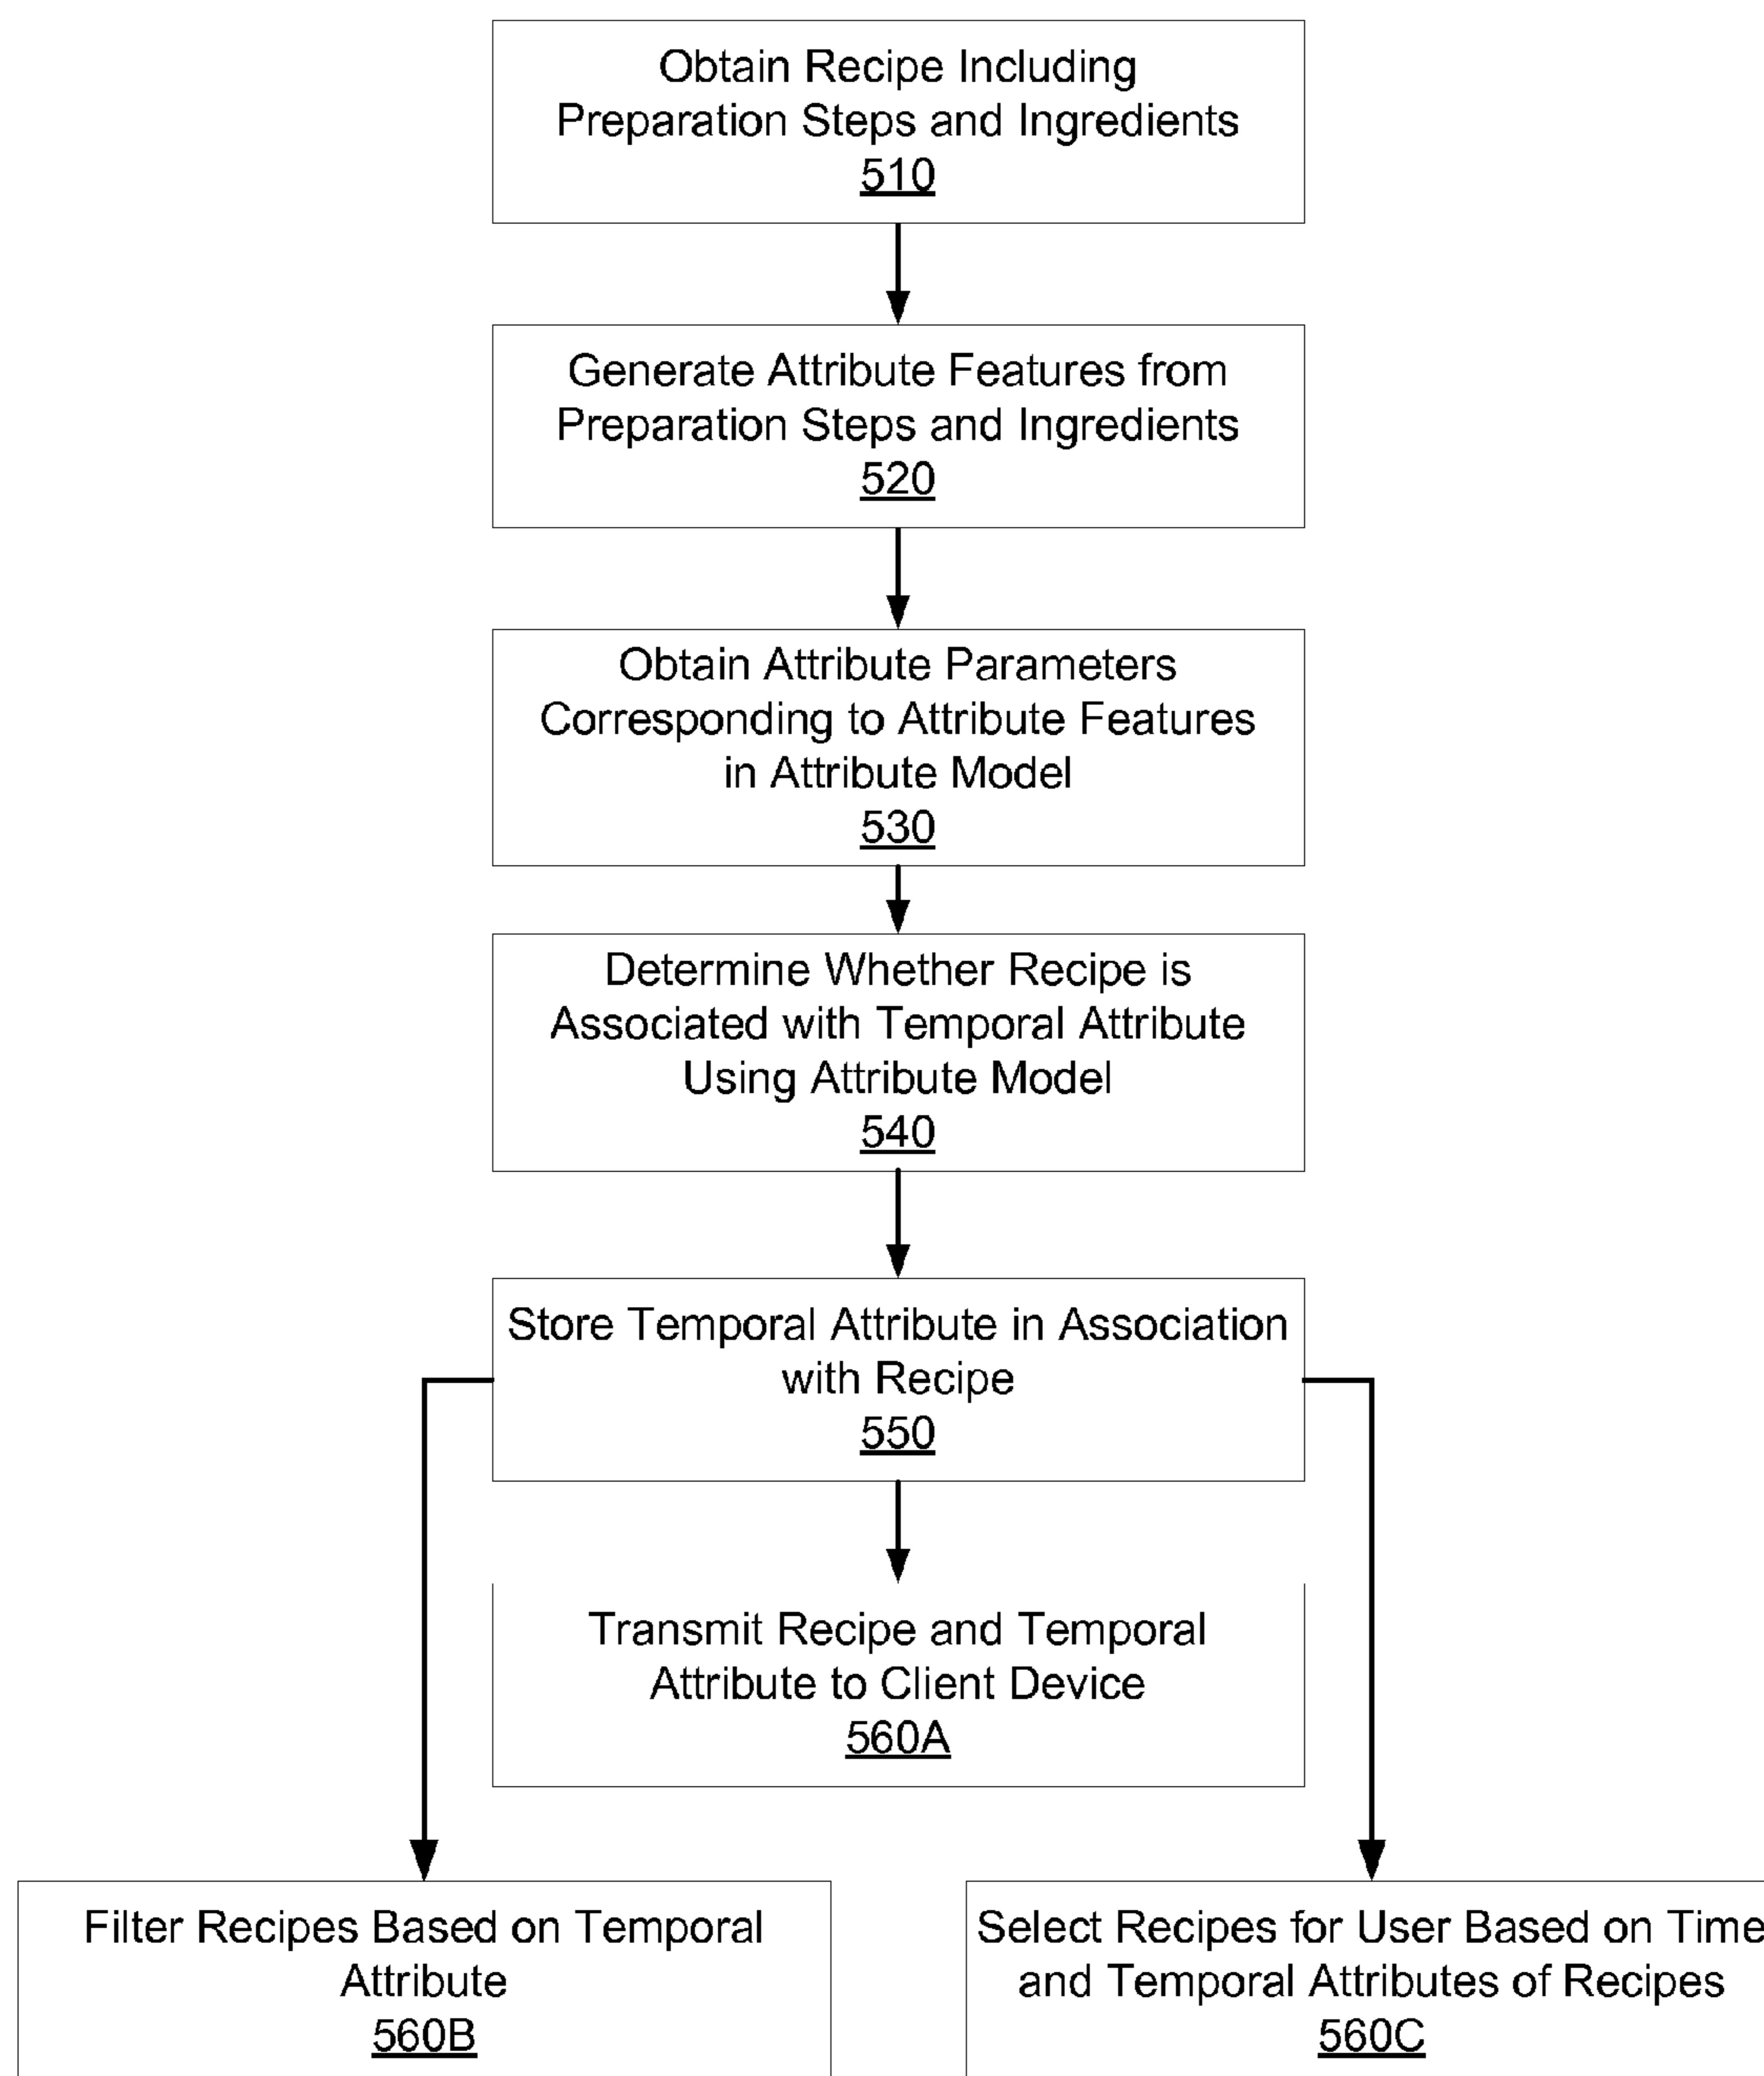 Obtain Recipe Including
Preparation Steps and Ingredients
510
Generate Attribute Features from
Preparation Steps and Ingredients
520
Obtain Attribute Parameters
Corresponding to Attribute Features
in Attribute Model
530
Determine Whether Recipe is
Associated with Temporal Attribute
Using Attribute Model
540
Store Temporal Attribute in Association
with Recipe
550
Transmit Recipe and Temporal
Attribute to Client Device
560A
Filter Recipes Based on Temporal
Attribute
560B
Select Recipes for User Based on Time
and Temporal Attributes of Recipes
560C